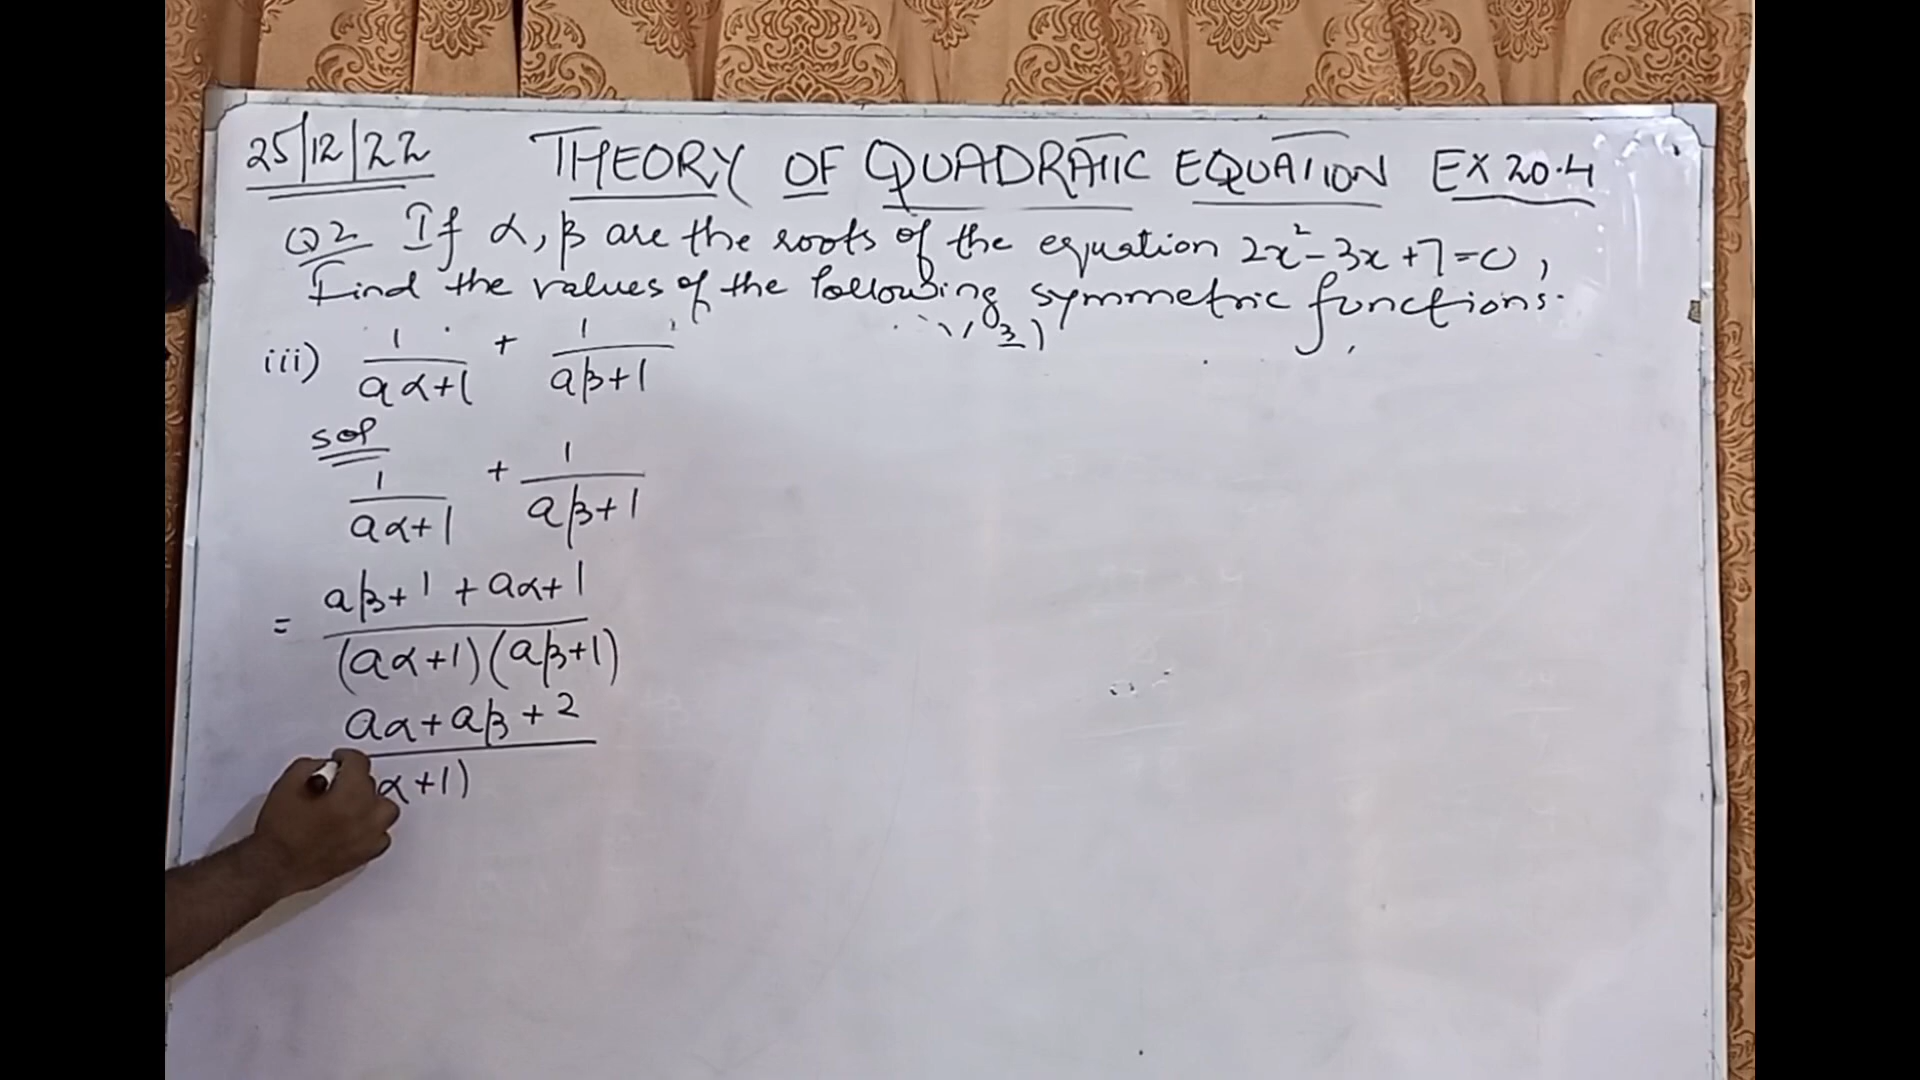 25/12/22 THEORY OF QUADRATIC EQUATION EX 20.4
Q2 If α, β are the roots of the equation 2x²-3x+7=0,
Find the values of the following symmetric functions.
iii) 1/(aα+1) + 1/(aβ+1)
sol
1/(aα+1) + 1/(aβ+1)
= (aβ+1 + aα+1)/((aα+1)(aβ+1))
aα+aβ+2
α+1)